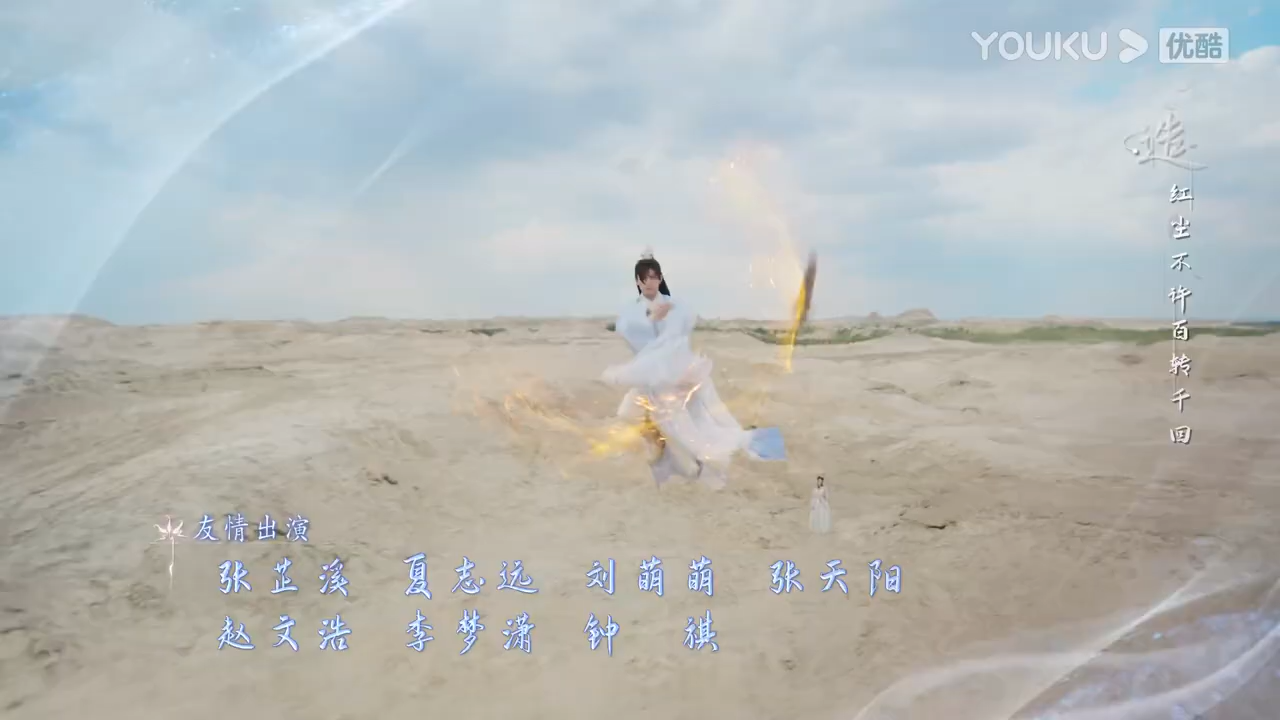 YOUKU 优酷
造
红尘不许百转千回
友情出演
张芷溪 夏志远 刘萌萌 张天阳
赵文浩 李梦潇 钟祺